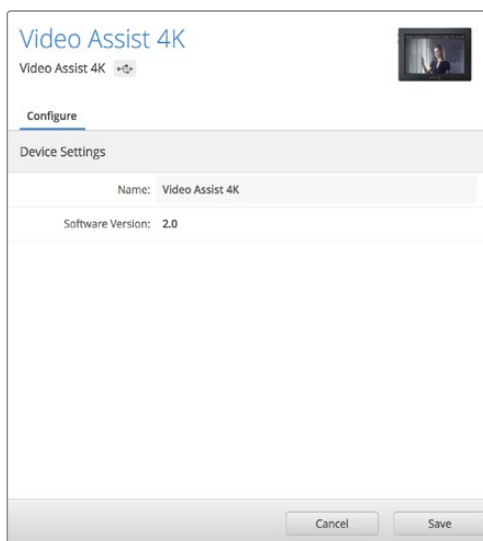 Video Assist 4K
Video Assist 4K
Configure
Device Settings
Name: Video Assist 4K
Software Version: 2.0
Cancel Save